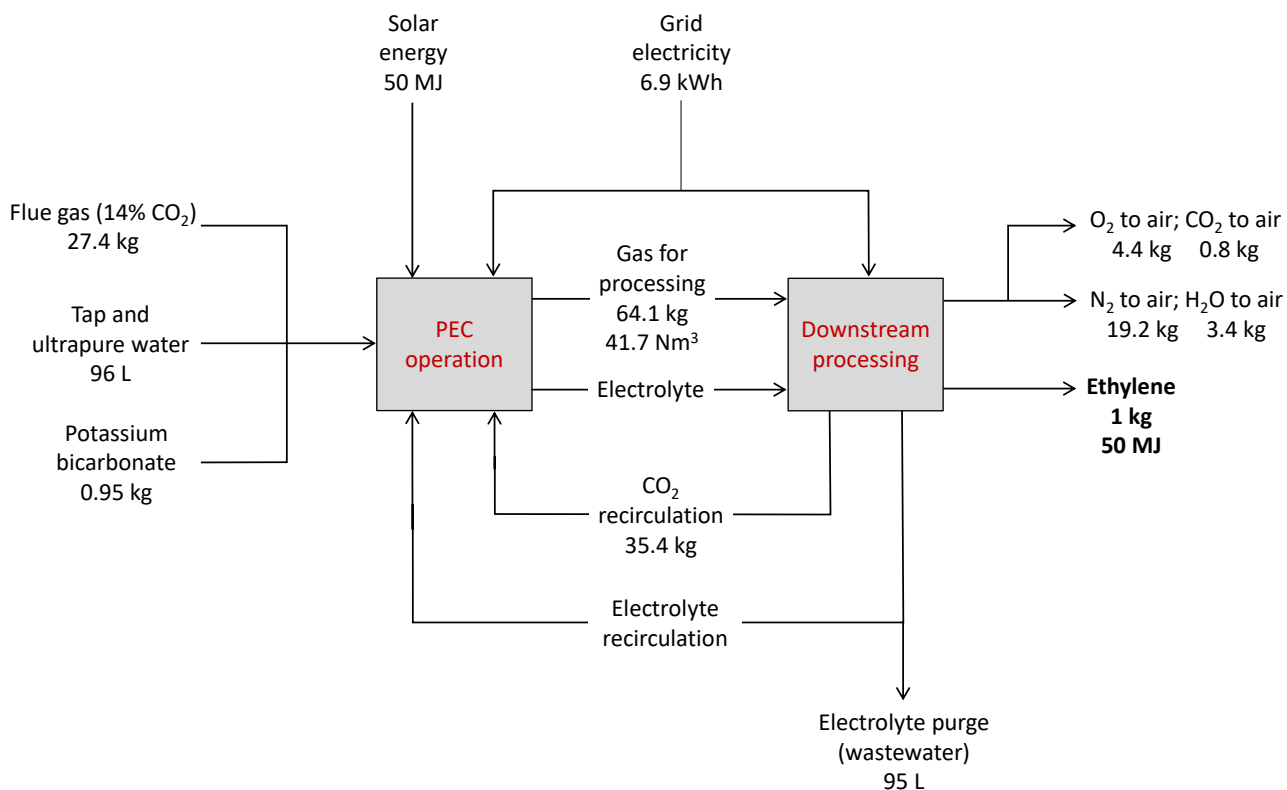 Solar
energy
50 MJ
Grid
electricity
6.9 kWh
Flue gas (14% CO₂)
27.4 kg
Tap and
ultrapure water
96 L
Potassium
bicarbonate
0.95 kg
PEC
operation
Gas for
processing
64.1 kg
41.7 Nm³
Electrolyte
Downstream
processing
O₂ to air; CO₂ to air
4.4 kg 0.8 kg
N₂ to air; H₂O to air
19.2 kg 3.4 kg
Ethylene
1 kg
50 MJ
CO₂
recirculation
35.4 kg
Electrolyte
recirculation
Electrolyte purge
(wastewater)
95 L